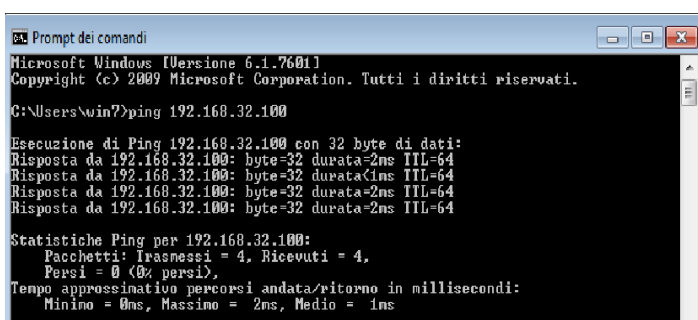 Prompt dei comandi
Microsoft Windows [Versione 6.1.7601]
Copyright (c) 2009 Microsoft Corporation. Tutti i diritti riservati.
C:\Users\win7>ping 192.168.32.100
Esecuzione di Ping 192.168.32.100 con 32 byte di dati:
Risposta da 192.168.32.100: byte=32 durata=2ms TTL=64
Risposta da 192.168.32.100: byte=32 durata<1ms TTL=64
Risposta da 192.168.32.100: byte=32 durata=2ms TTL=64
Risposta da 192.168.32.100: byte=32 durata=2ms TTL=64
Statistiche Ping per 192.168.32.100:
Pacchetti: Trasmessi = 4, Ricevuti = 4,
Persi = 0 (0% persi),
Tempo approssimativo percorsi andata/ritorno in millisecondi:
Minimo = 0ms, Massimo =  2ms, Medio =  1ms